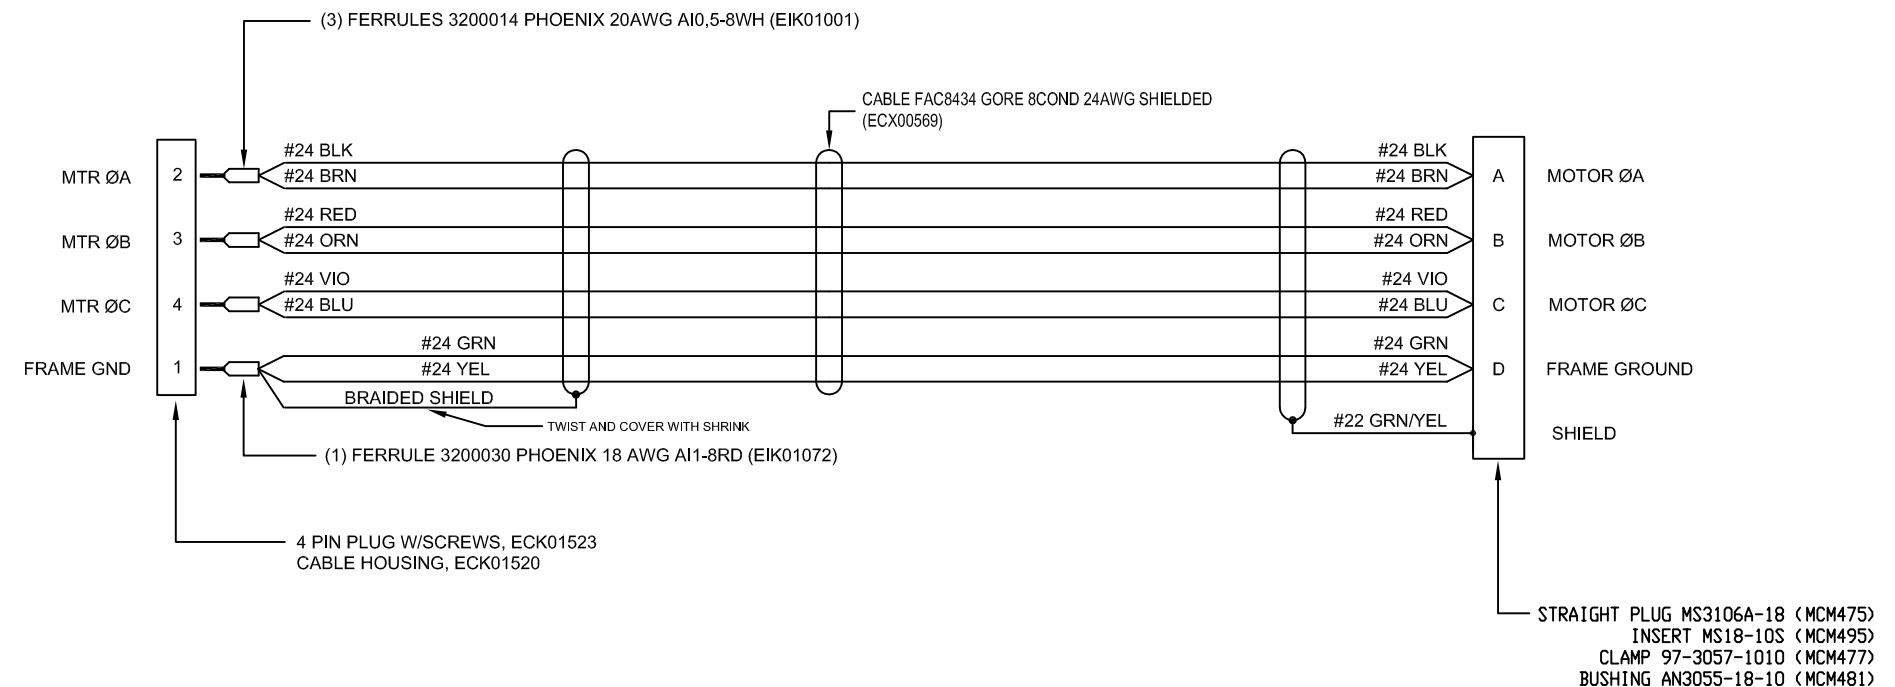 (3) FERRULES 3200014 PHOENIX 20AWG AI0,5-8WH (EIK01001)
CABLE FAC8434 GORE 8COND 24AWG SHIELDED
(ECX00569)
#24 BLK
#24 BLK
MTR ØA
2
#24 BRN
#24 BRN
A
MOTOR ØA
#24 RED
#24 RED
MTR ØB
3
#24 ORN
#24 ORN
B
MOTOR ØB
#24 VIO
#24 VIO
MTR ØC
4
#24 BLU
#24 BLU
C
MOTOR ØC
#24 GRN
#24 GRN
FRAME GND
1
#24 YEL
#24 YEL
D
FRAME GROUND
BRAIDED SHIELD
TWIST AND COVER WITH SHRINK
#22 GRN/YEL
SHIELD
(1) FERRULE 3200030 PHOENIX 18 AWG AI1-8RD (EIK01072)
4 PIN PLUG W/SCREWS, ECK01523
CABLE HOUSING, ECK01520
STRAIGHT PLUG MS3106A-18 (MCM475)
INSERT MS18-10S (MCM495)
CLAMP 97-3057-1010 (MCM477)
BUSHING AN3055-18-10 (MCM481)